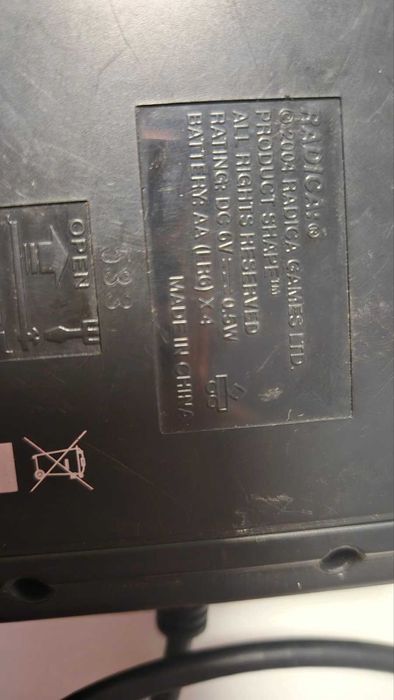 RADICA:®
© 2004 RADICA GAMES LTD.
PRODUCT SHAPE™
ALL RIGHTS RESERVED
RATING: DC 6V 0.5W
BATTERY: AA (LR6) X 4
MADE IN CHINA
OPEN
533